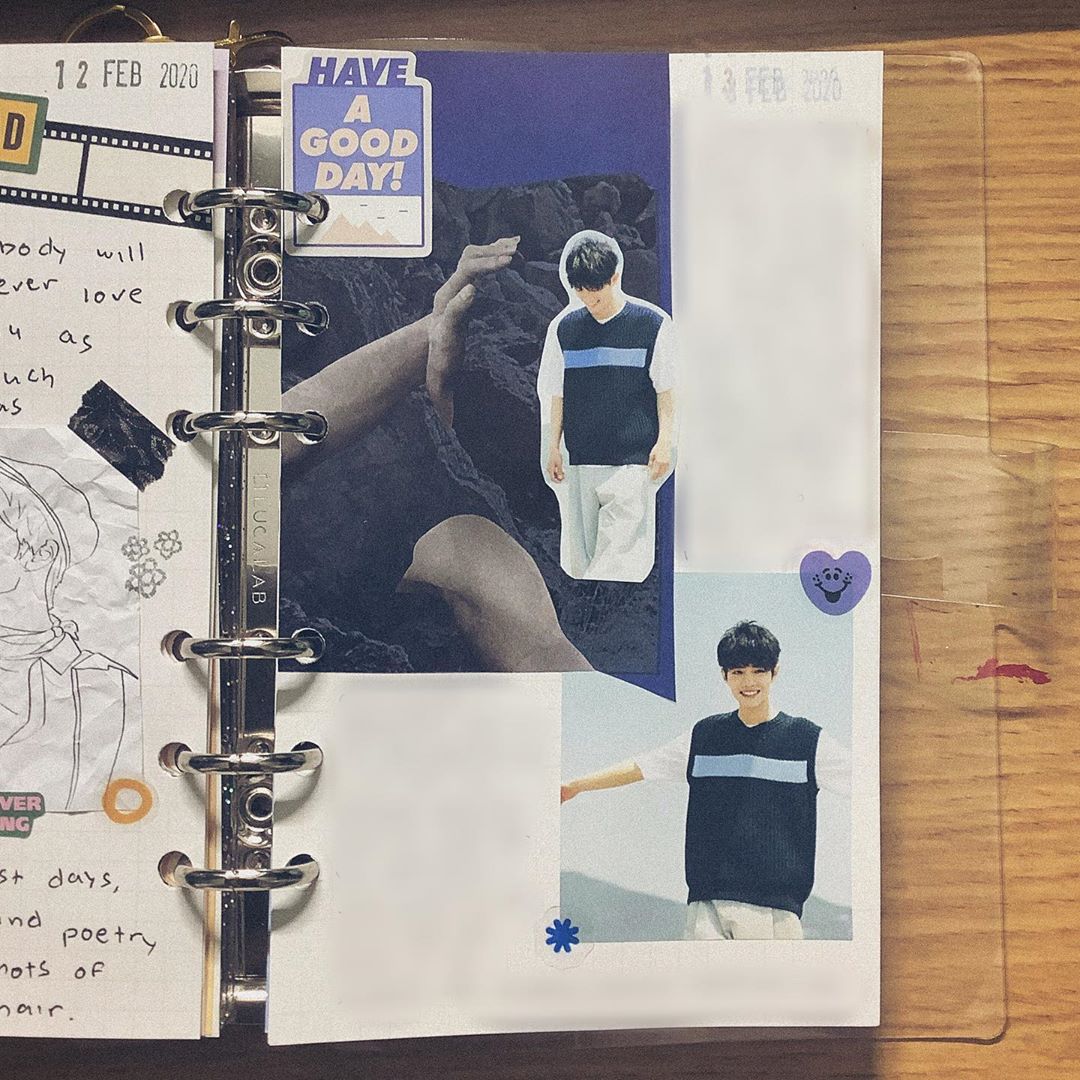 12 FEB 2020
D
body will
ever love
u as
uch
as
VER
NG
st days,
and poetry
nots of
hair.
LUCALAB
HAVE
A
GOOD
DAY!
13 FEB 2020